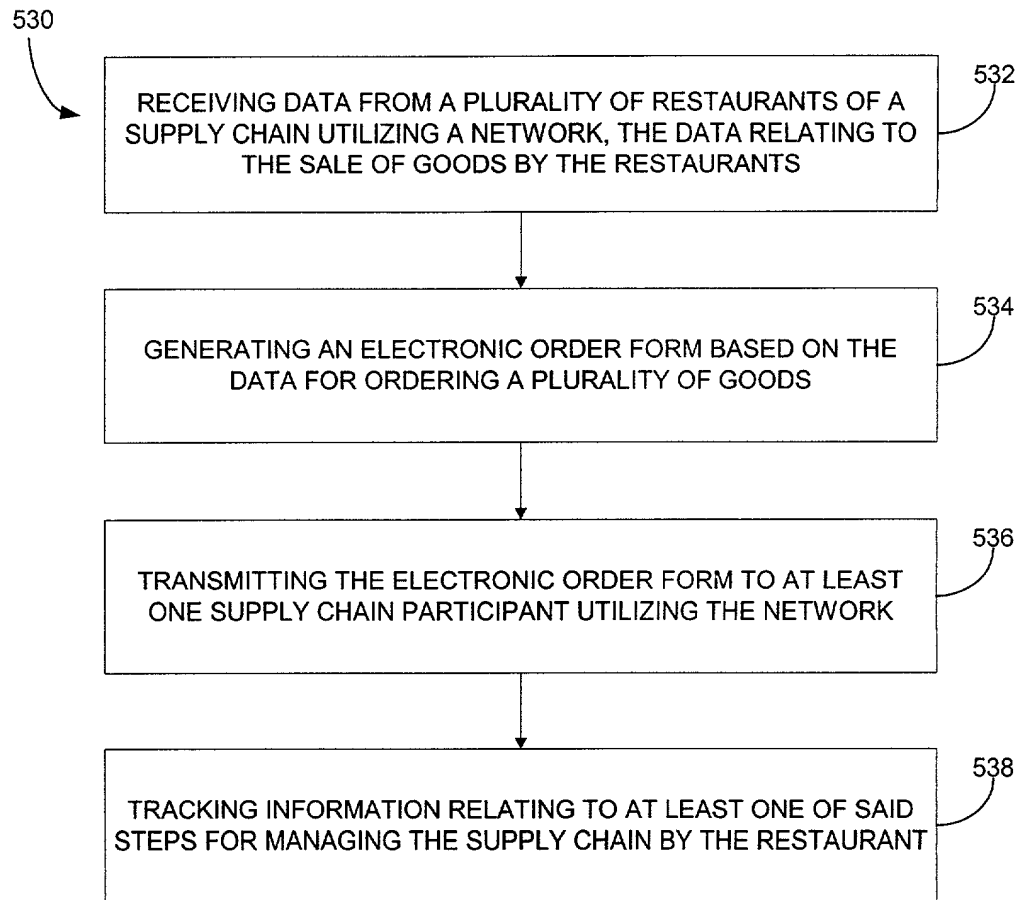 530
532
RECEIVING DATA FROM A PLURALITY OF RESTAURANTS OF A
SUPPLY CHAIN UTILIZING A NETWORK, THE DATA RELATING TO
THE SALE OF GOODS BY THE RESTAURANTS
534
GENERATING AN ELECTRONIC ORDER FORM BASED ON THE
DATA FOR ORDERING A PLURALITY OF GOODS
536
TRANSMITTING THE ELECTRONIC ORDER FORM TO AT LEAST
ONE SUPPLY CHAIN PARTICIPANT UTILIZING THE NETWORK
538
TRACKING INFORMATION RELATING TO AT LEAST ONE OF SAID
STEPS FOR MANAGING THE SUPPLY CHAIN BY THE RESTAURANT